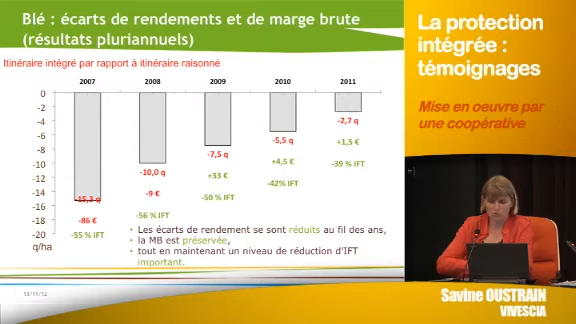 Blé : écarts de rendements et de marge brute
(résultats pluriannuels)
Itinéraire intégré par rapport à itinéraire raisonné
2007 2008 2009 2010 2011
0
-2
-4
-6
-8
-10
-12
-14
-16
-18
-20
q/ha
-15,3 q
-86 €
-55 % IFT
-10,0 q
-9 €
-56 % IFT
-7,5 q
+33 €
-50 % IFT
-5,5 q
+4,5 €
-42% IFT
-2,7 q
+1,5 €
-39 % IFT
• Les écarts de rendement se sont réduits au fil des ans,
• la MB est préservée,
• tout en maintenant un niveau de réduction d'IFT
important.
13/11/12
La protection
intégrée :
témoignages
Mise en oeuvre par
une coopérative
Savine OUSTRAIN
VIVESCIA